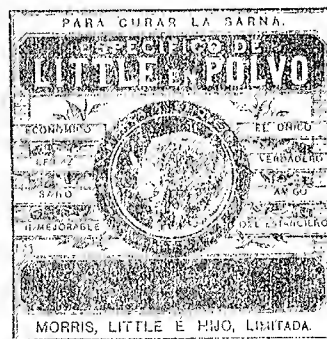 PARA CURAR LA SARNA.
ESPECIFICO DE
LITTLE EN POLVO
ECONOMICO
EFICAZ
SANO
INMEJORABLE
EL UNICO
VERDADERO
AMIGO
DEL ESTANCIERO
MORRIS, LITTLE É HIJO, LIMITADA.